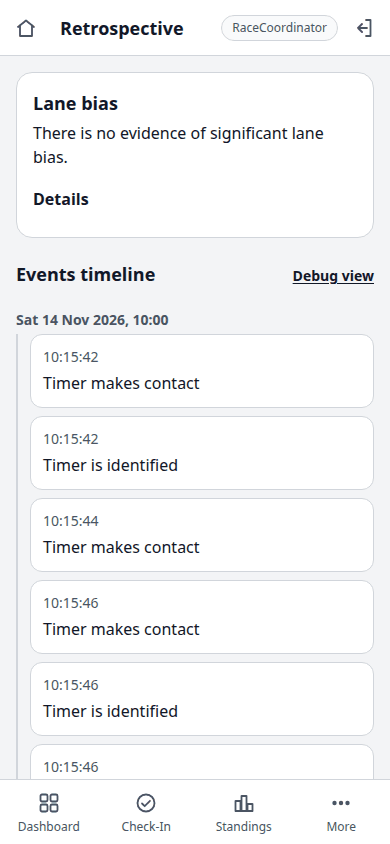 Retrospective
RaceCoordinator
Lane bias
There is no evidence of significant lane
bias.
Details
Events timeline
Debug view
Sat 14 Nov 2026, 10:00
10:15:42
Timer makes contact
10:15:42
Timer is identified
10:15:44
Timer makes contact
10:15:46
Timer makes contact
10:15:46
Timer is identified
10:15:46
Dashboard
Check-In
Standings
More